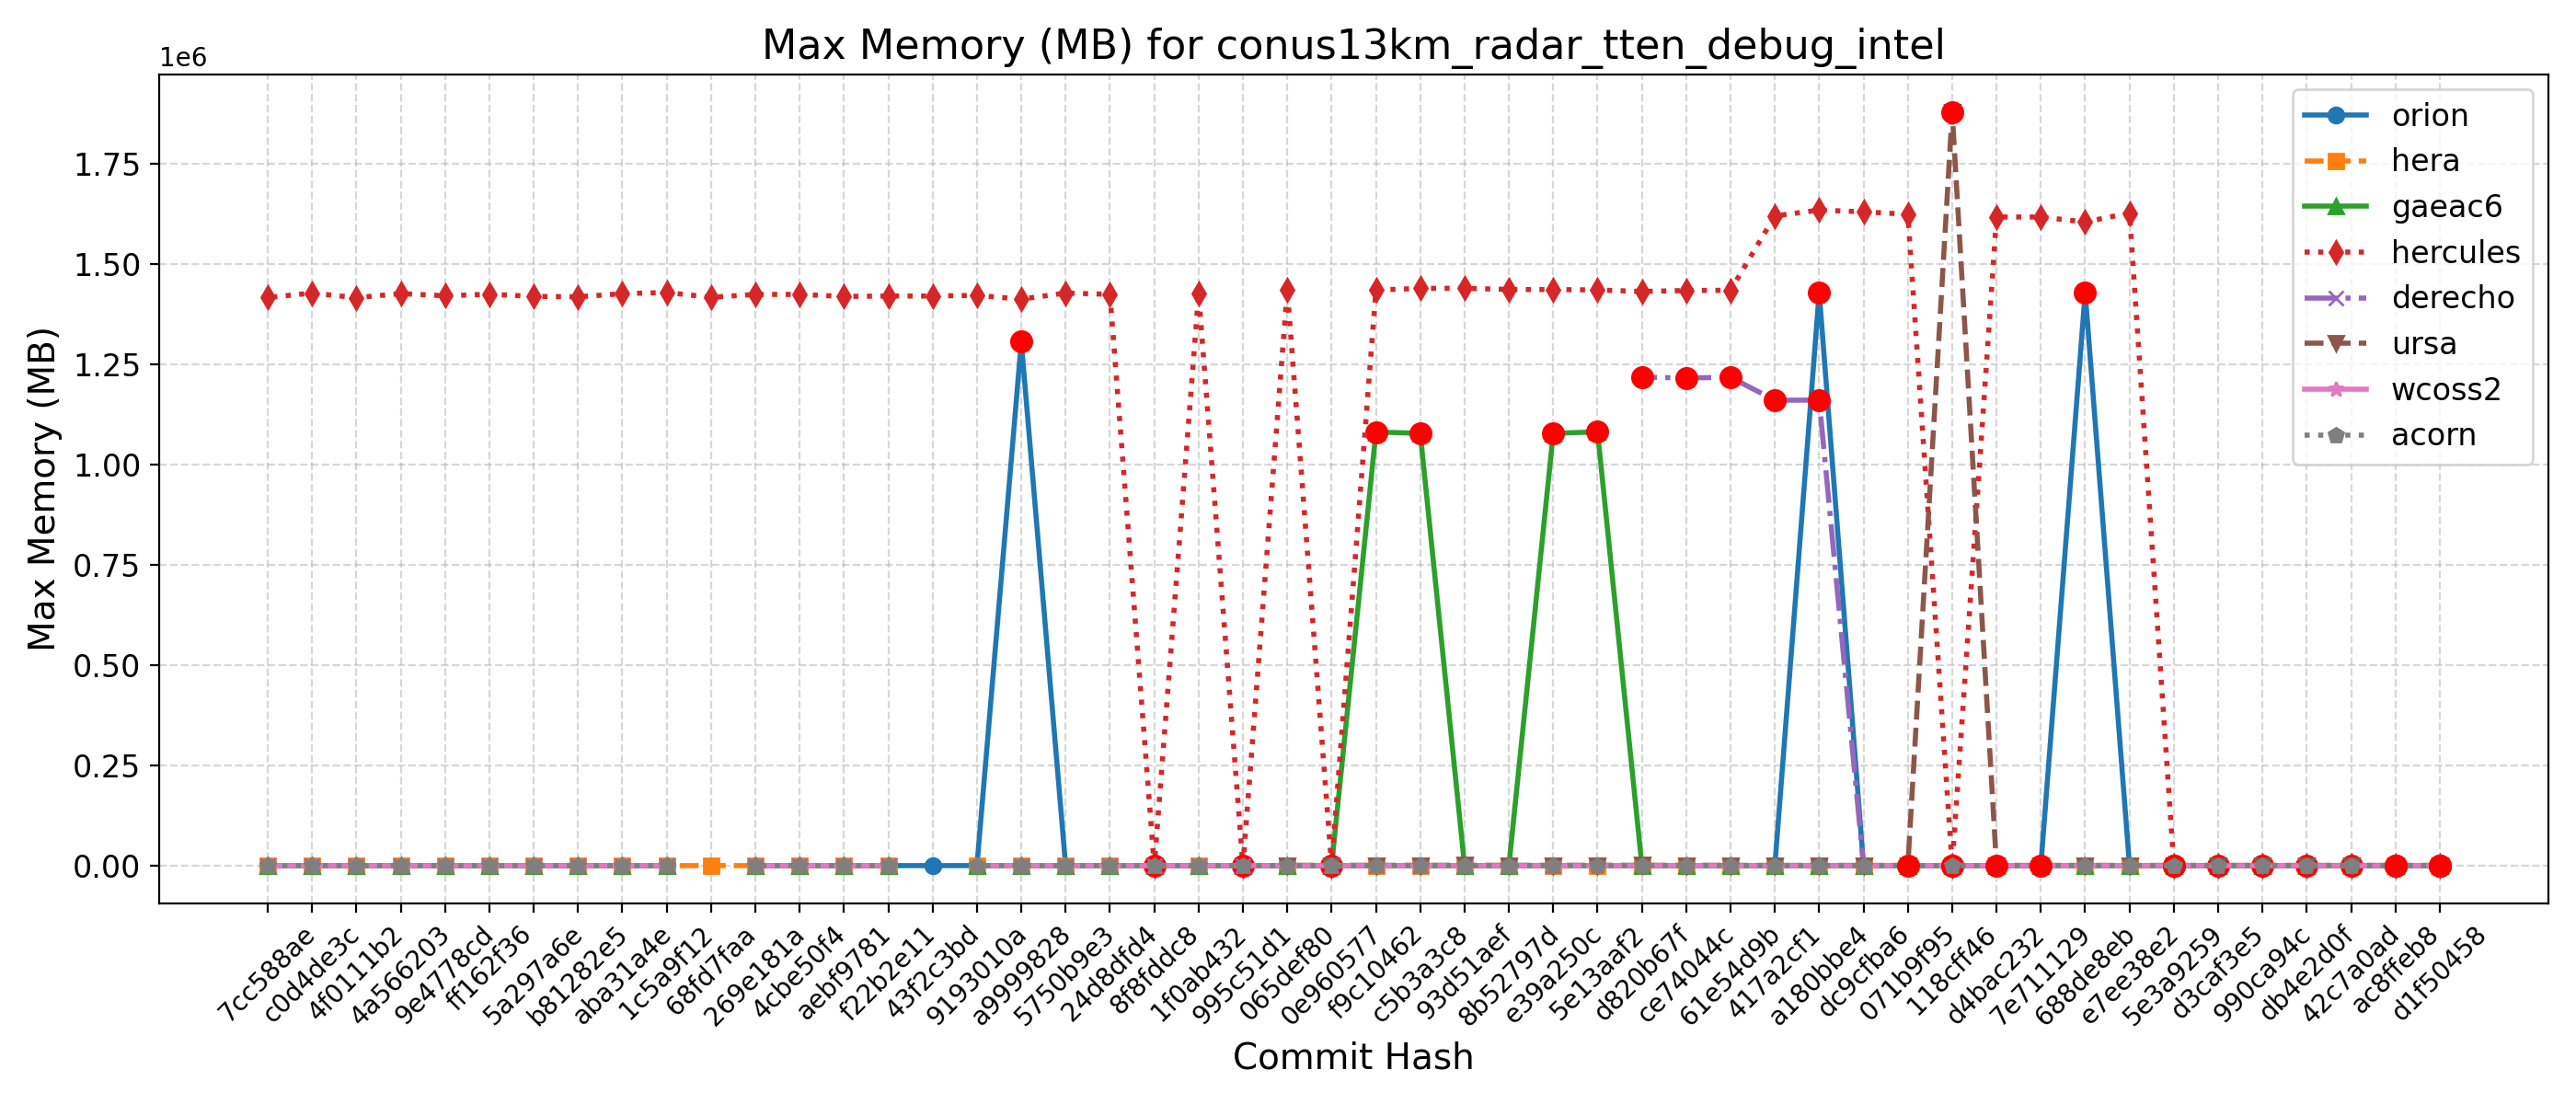 Max Memory (MB) for conus13km_radar_tten_debug_intel
1e6
1.75
1.50
1.25
1.00
0.75
0.50
0.25
0.00
Max Memory (MB)
orion
hera
gaeac6
hercules
derecho
ursa
wcoss2
acorn
7cc588ae
c0d4de3c
4f0111b2
4a566203
9e4778cd
ff162f36
5a297a6e
b81282e5
aba31a4e
1c5a9f12
68fd7faa
269e181a
4cbe50f4
aebf9781
f22b2e11
43f2c3bd
9193010a
a9999828
5750b9e3
24d8dfd4
8f8fddc8
1f0ab432
995c51d1
065def80
0e960577
f9c10462
c5b3a3c8
93d51aef
8b52797d
e39a250c
5e13aaf2
d820b67f
ce74044c
61e54d9b
417a2cf1
a180bbe4
dc9cfba6
071b9f95
118cff46
d4bac232
7e711129
688de8eb
e7ee38e2
5e3a9259
d3caf3e5
990ca94c
db4e2d0f
42c7a0ad
ac8ffeb8
d1f50458
Commit Hash